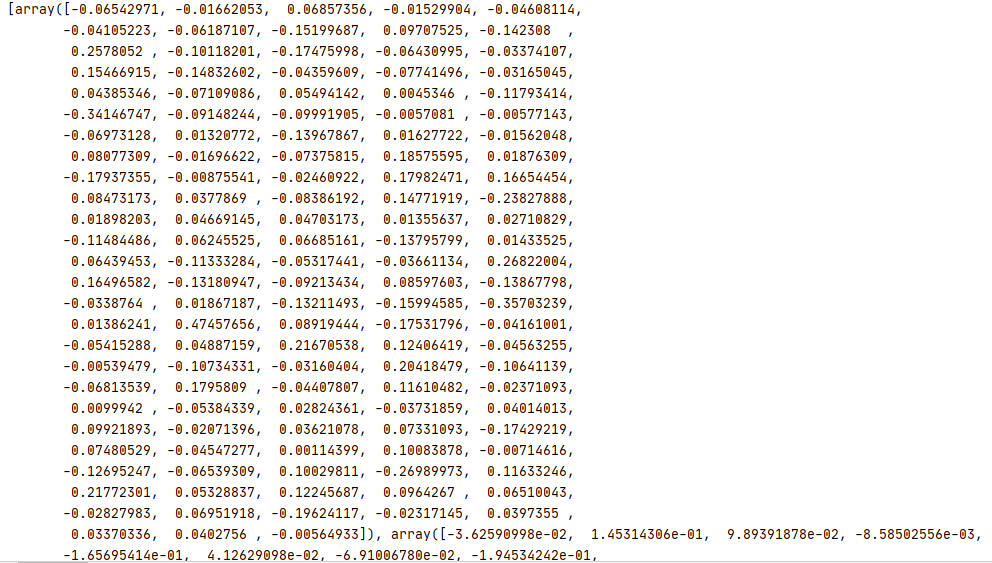 [array([-0.06542971, -0.01662053,  0.06857356, -0.01529904, -0.04608114,
       -0.04105223, -0.06187107, -0.15199687,  0.09707525, -0.142308  ,
        0.2578052 , -0.10118201, -0.17475998, -0.06430995, -0.03374107,
        0.15466915, -0.14832602, -0.04359609, -0.07741496, -0.03165045,
        0.04385346, -0.07109086,  0.05494142,  0.0045346 , -0.11793414,
       -0.34146747, -0.09148244, -0.09991905, -0.0057081 , -0.00577143,
       -0.06973128,  0.01320772, -0.13967867,  0.01627722, -0.01562048,
        0.08077309, -0.01696622, -0.07375815,  0.18575595,  0.01876309,
       -0.17937355, -0.00875541, -0.02460922,  0.17982471,  0.16654454,
        0.08473173,  0.0377869 , -0.08386192,  0.14771919, -0.23827888,
        0.01898203,  0.04669145,  0.04703173,  0.01355637,  0.02710829,
       -0.11484486,  0.06245525,  0.06685161, -0.13795799,  0.01433525,
        0.06439453, -0.11333284, -0.05317441, -0.03661134,  0.26822004,
        0.16496582, -0.13180947, -0.09213434,  0.08597603, -0.13867798,
       -0.0338764 ,  0.01867187, -0.13211493, -0.15994585, -0.35703239,
        0.01386241,  0.47457656,  0.08919444, -0.17531796, -0.04161001,
       -0.05415288,  0.04887159,  0.21670538,  0.12406419, -0.04563255,
       -0.00539479, -0.10734331, -0.03160404,  0.20418479, -0.10641139,
       -0.06813539,  0.1795809 , -0.04407807,  0.11610482, -0.02371093,
        0.0099942 , -0.05384339,  0.02824361, -0.03731859,  0.04014013,
        0.09921893, -0.02071396,  0.03621078,  0.07331093, -0.17429219,
        0.07480529, -0.04547277,  0.00114399,  0.10083878, -0.00714616,
       -0.12695247, -0.06539309,  0.10029811, -0.26989973,  0.11633246,
        0.21772301,  0.05328837,  0.12245687,  0.0964267 ,  0.06510043,
       -0.02827983,  0.06951918, -0.19624117, -0.02317145,  0.0397355 ,
        0.03370336,  0.0402756 , -0.00564933]), array([-3.62590998e-02,  1.45314306e-01,  9.89391878e-02, -8.58502556e-03,
       -1.65695414e-01,  4.12629098e-02, -6.91006780e-02, -1.94534242e-01,